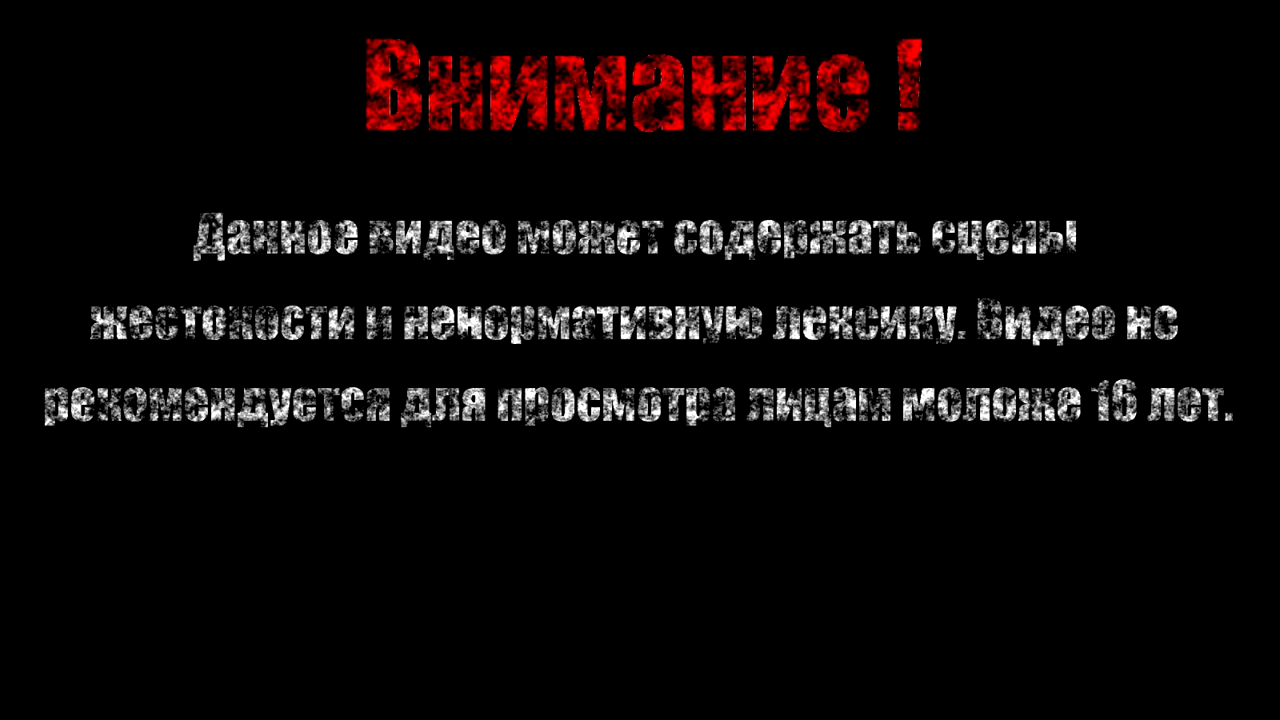 Внимание !
Данное видео может содержать сцены
жестокости и ненормативную лексику. Видео не
рекомендуется для просмотра лицам моложе 16 лет.